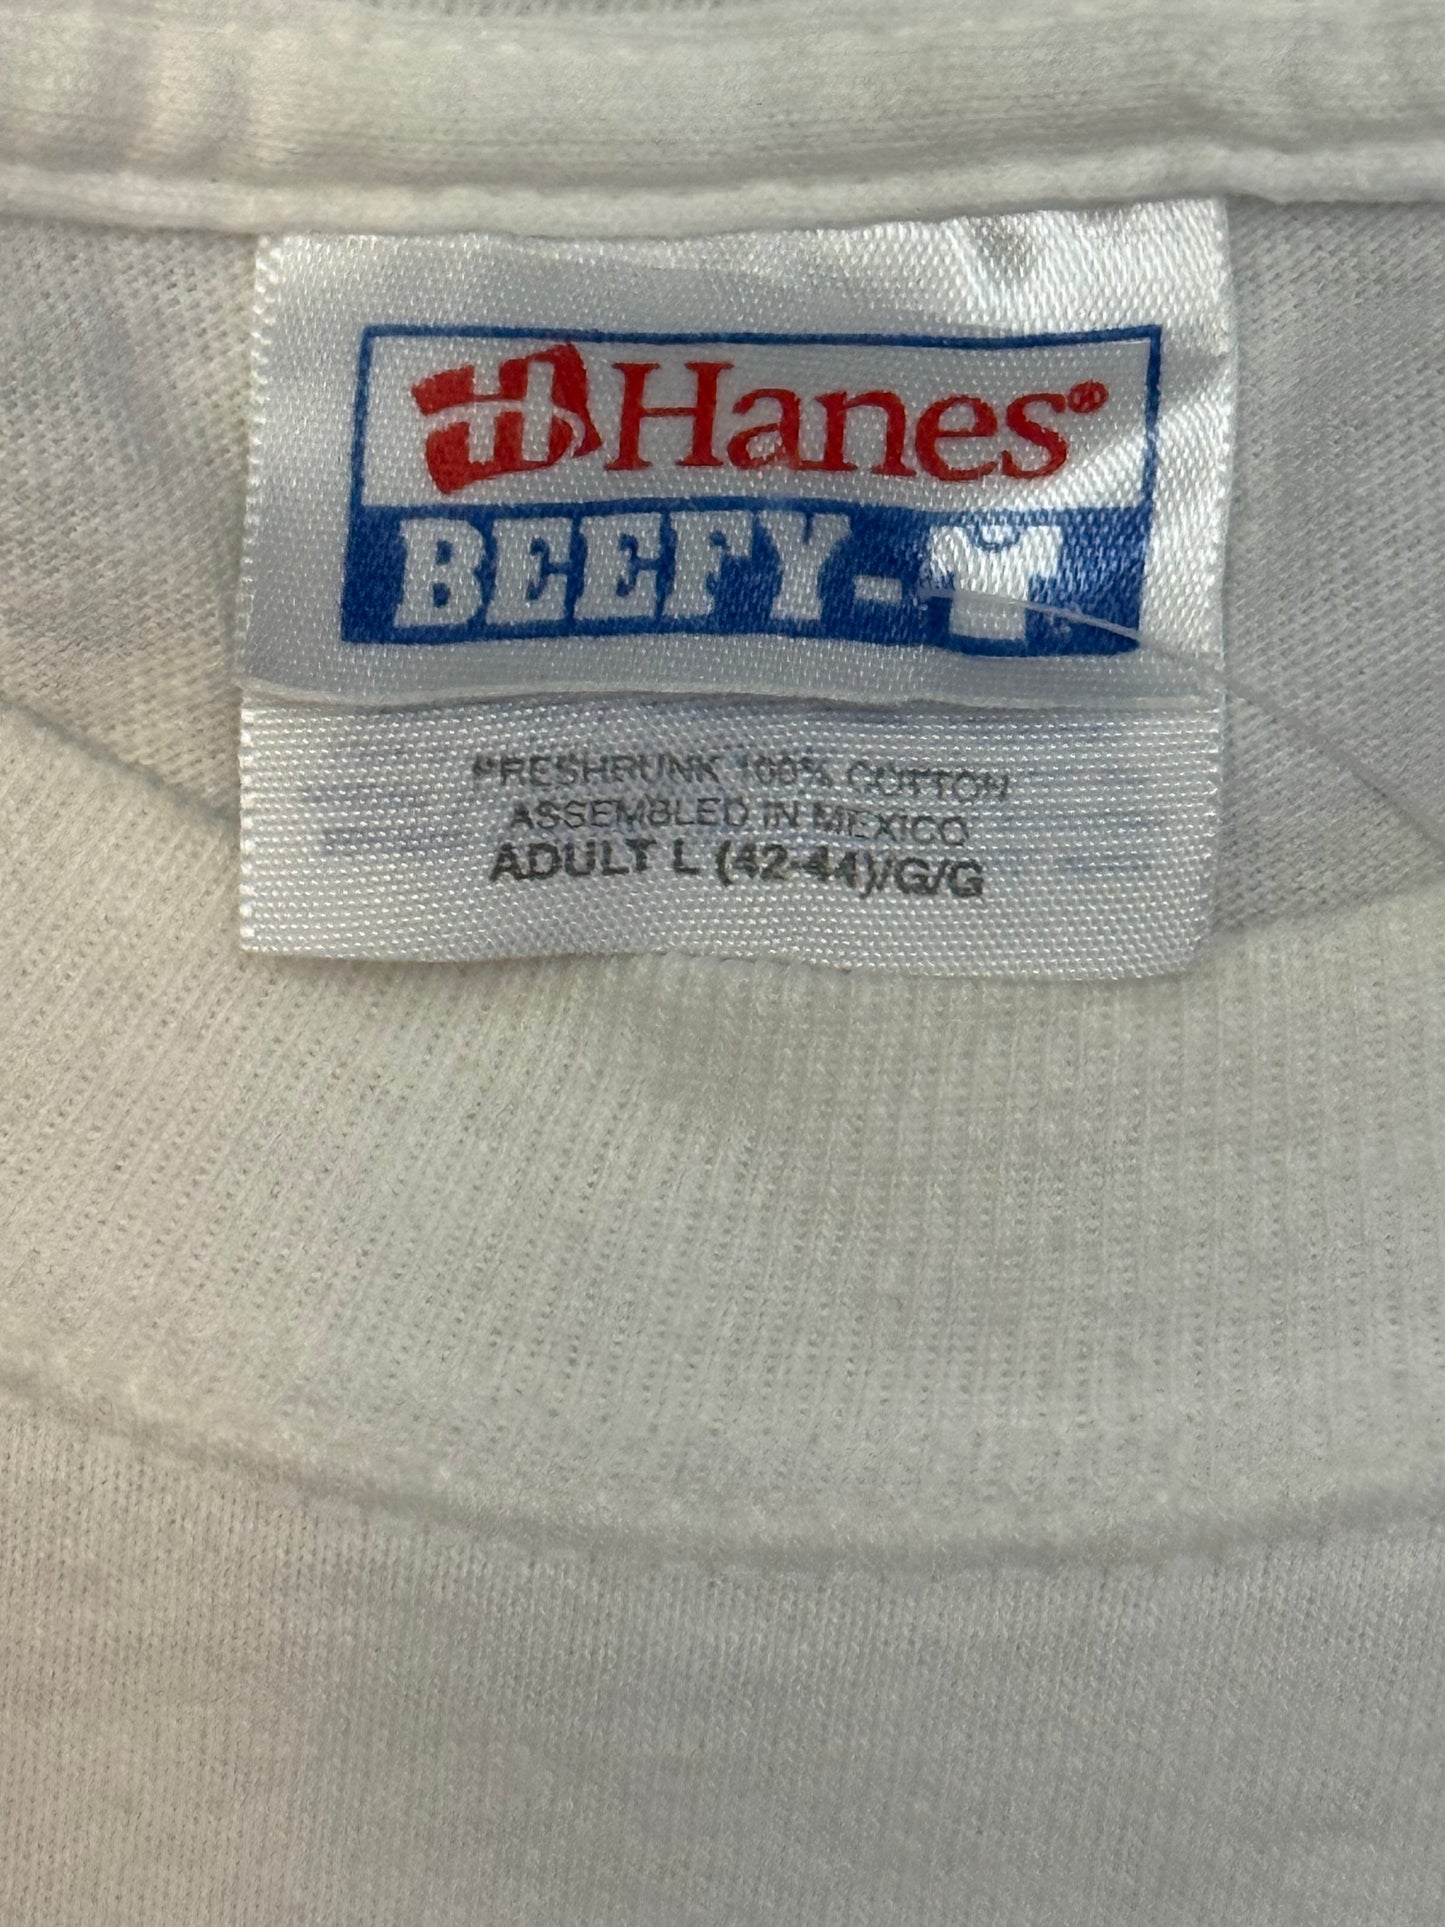 Hanes®
BEEFY-T
PRESHRUNK 100% COTTON
ASSEMBLED IN MEXICO
ADULT L (42-44)/G/G